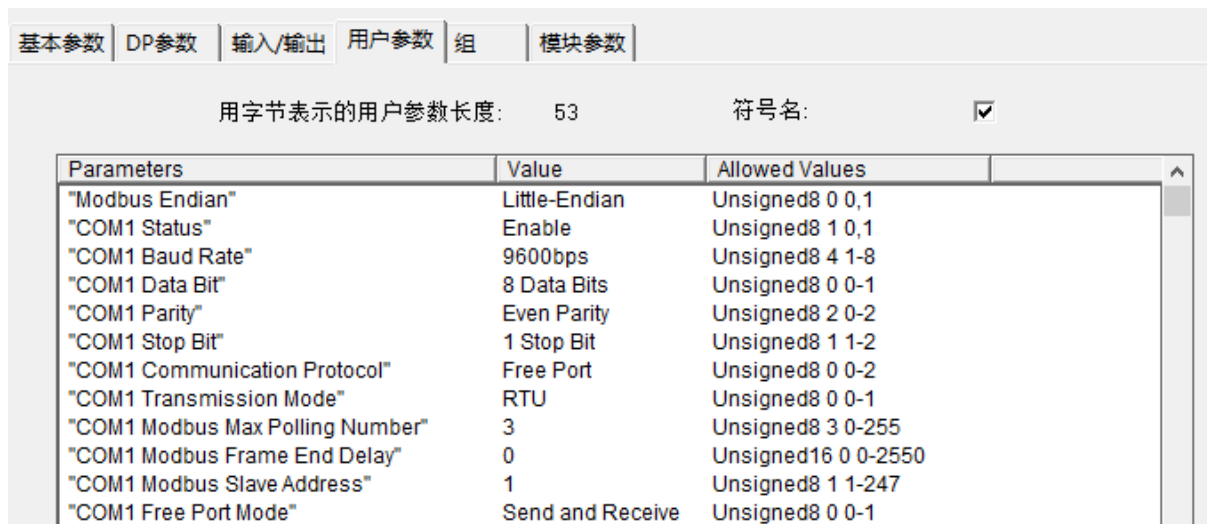 基本参数 DP参数 输入/输出 用户参数 组 模块参数
用字节表示的用户参数长度: 53 符号名:
Parameters Value Allowed Values
"Modbus Endian" Little-Endian Unsigned8 0 0,1
"COM1 Status" Enable Unsigned8 1 0,1
"COM1 Baud Rate" 9600bps Unsigned8 4 1-8
"COM1 Data Bit" 8 Data Bits Unsigned8 0 0-1
"COM1 Parity" Even Parity Unsigned8 2 0-2
"COM1 Stop Bit" 1 Stop Bit Unsigned8 1 1-2
"COM1 Communication Protocol" Free Port Unsigned8 0 0-2
"COM1 Transmission Mode" RTU Unsigned8 0 0-1
"COM1 Modbus Max Polling Number" 3 Unsigned8 3 0-255
"COM1 Modbus Frame End Delay" 0 Unsigned16 0 0-2550
"COM1 Modbus Slave Address" 1 Unsigned8 1 1-247
"COM1 Free Port Mode" Send and Receive Unsigned8 0 0-1